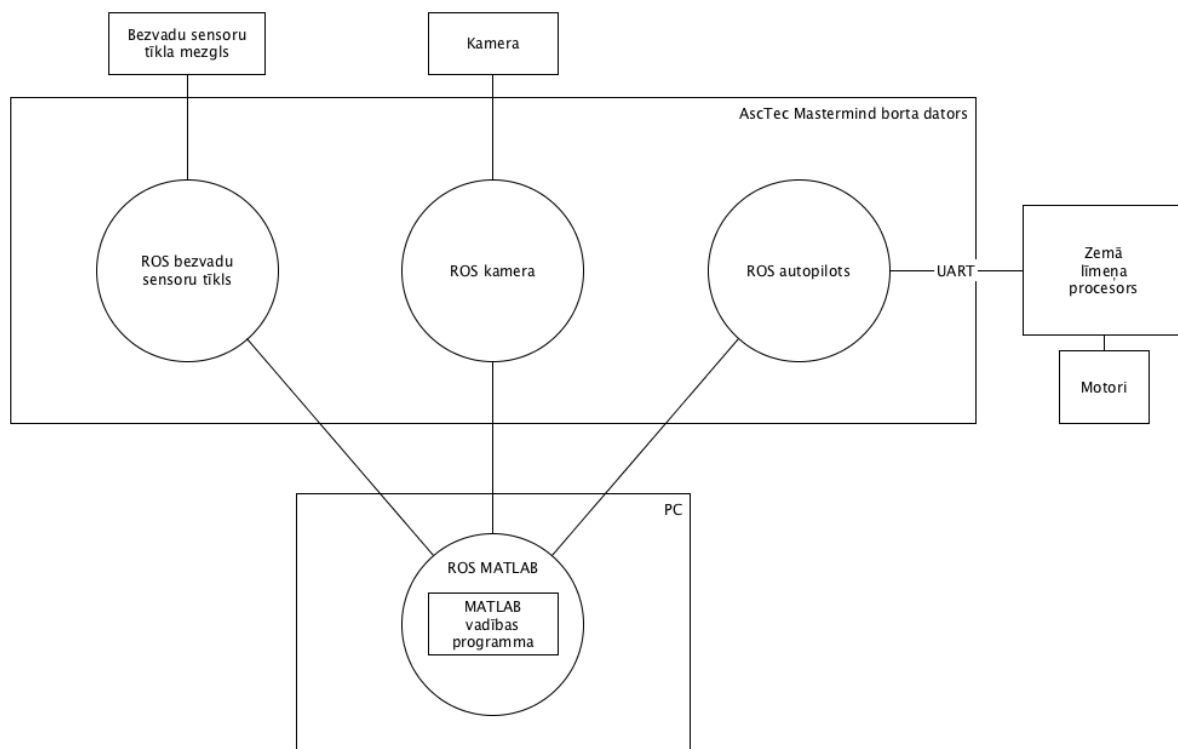 Bezvadu sensoru
tīkla mezgls
Kamera
AscTec Mastermind borta dators
ROS bezvadu
sensoru tīkls
ROS kamera
ROS autopilots
UART
Zemā
līmeņa
procesors
Motori
PC
ROS MATLAB
MATLAB
vadības
programma